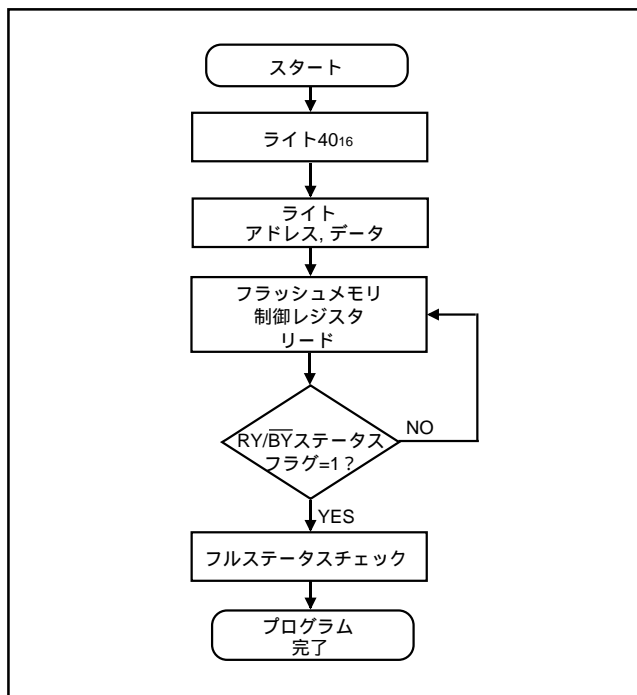 スタート
ライト40₁₆
ライト
アドレス, データ
フラッシュメモリ
制御レジスタ
リード
RY/B̅Y̅ステータス
フラグ=1?
NO
YES
フルステータスチェック
プログラム
完了